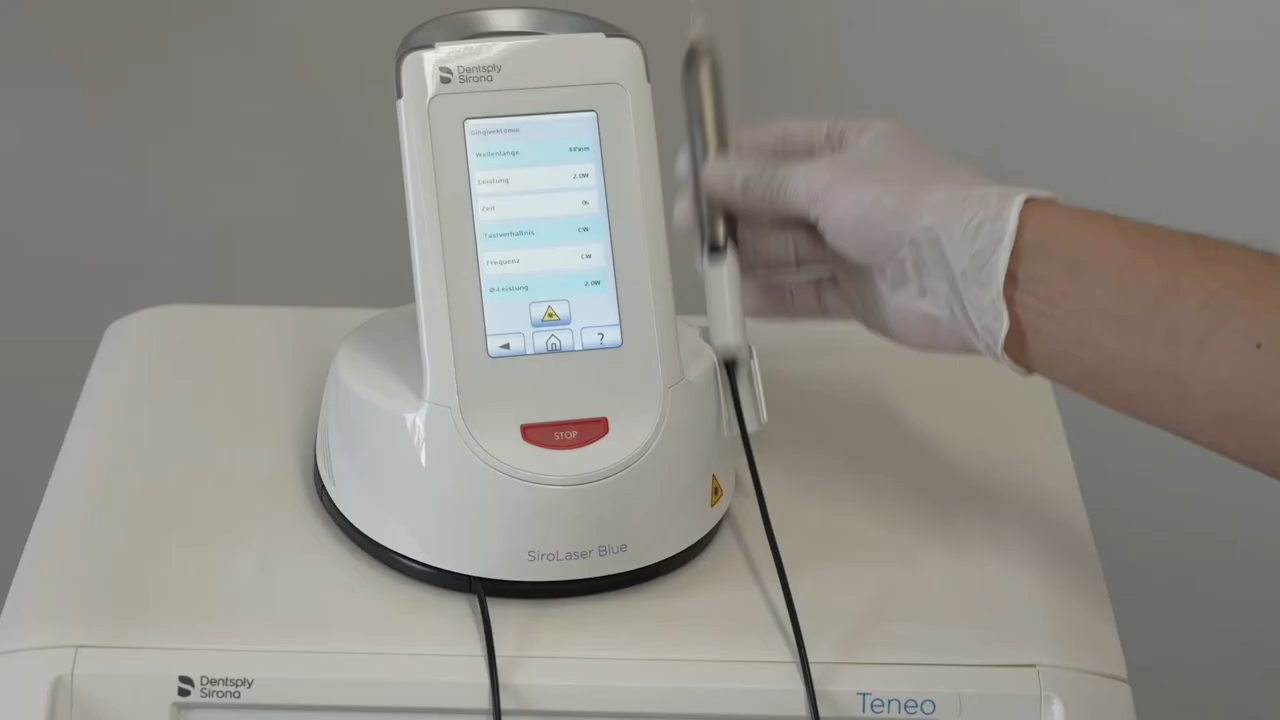 Dentsply
Sirona
Gingivektomie
Wellenlänge 445nm
Leistung 2.0W
Zeit 0s
Tastverhältnis CW
Frequenz CW
Ø-Leistung 2.0W
?
STOP
SiroLaser Blue
Dentsply
Sirona
Teneo